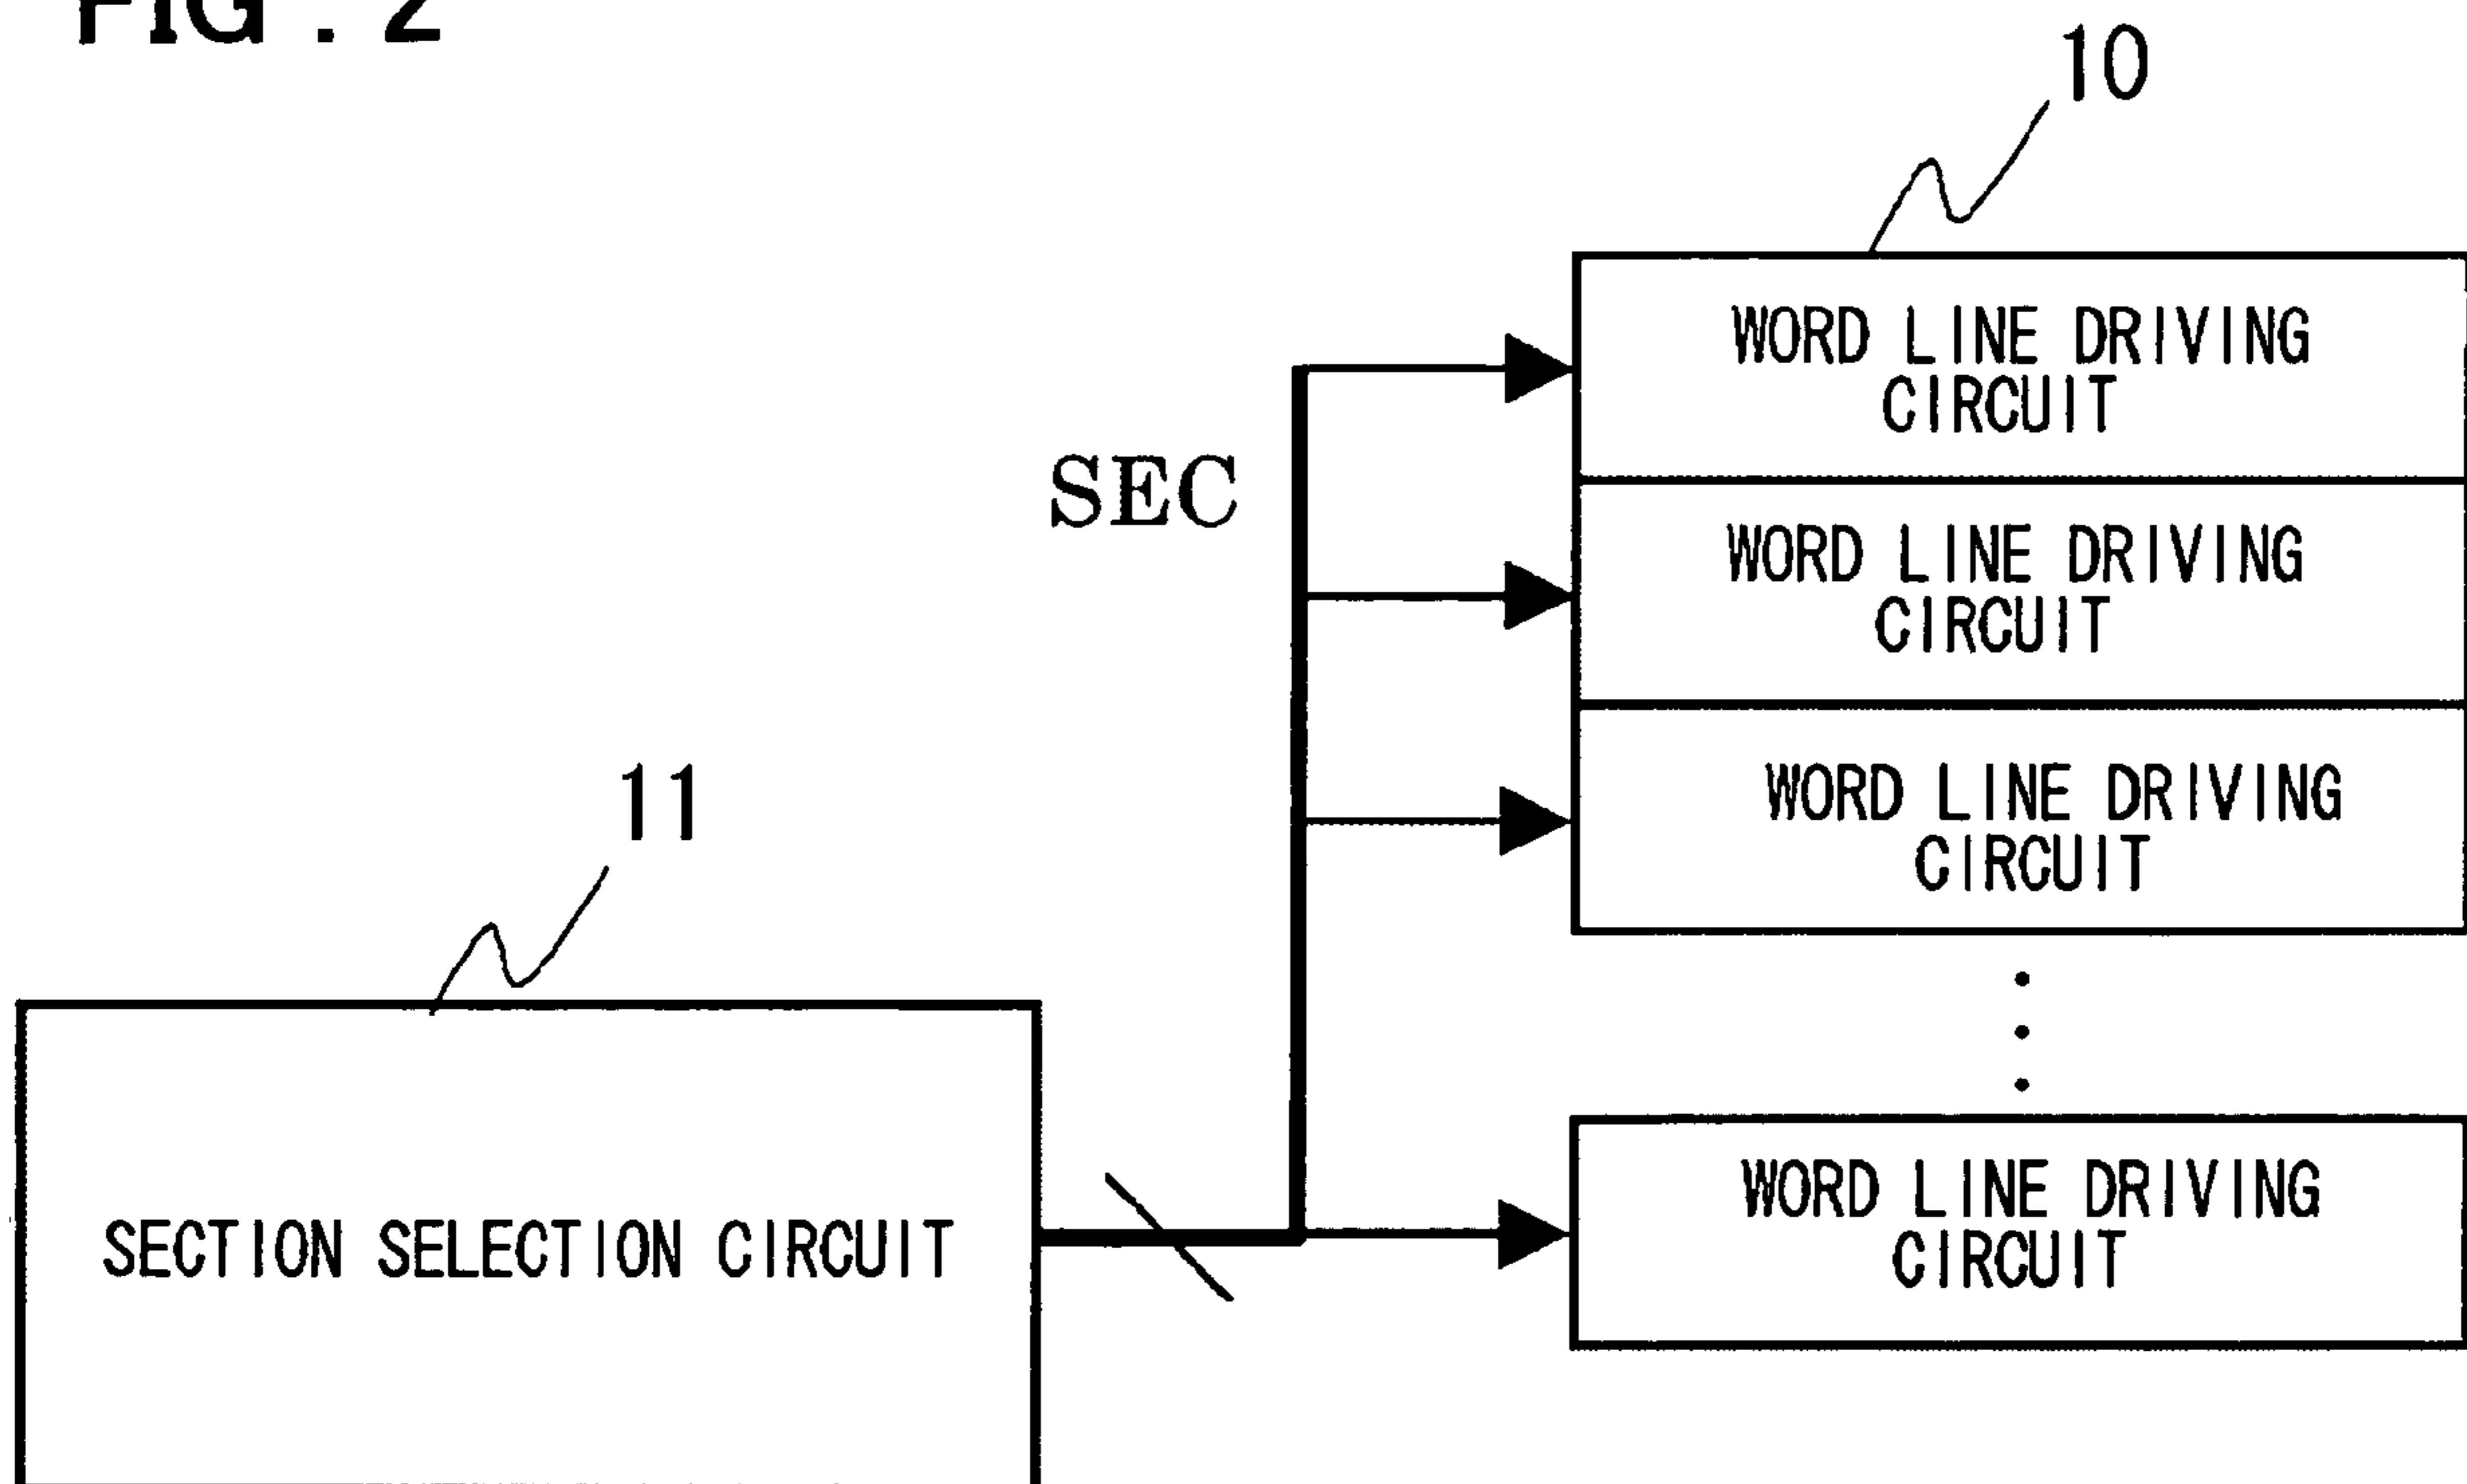 FIG . 2
10
WORD LINE DRIVING
CIRCUIT
SEC
WORD LINE DRIVING
CIRCUIT
11
WORD LINE DRIVING
CIRCUIT
WORD LINE DRIVING
CIRCUIT
SECTION SELECTION CIRCUIT